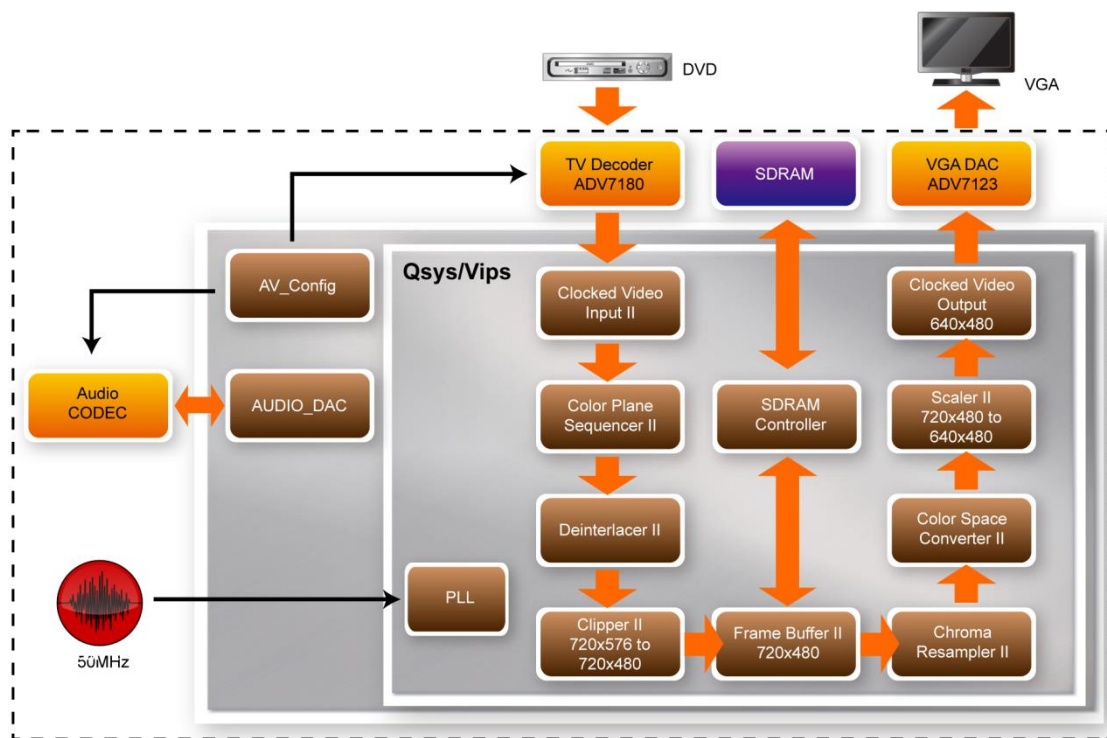 DVD
VGA
TV Decoder
ADV7180
SDRAM
VGA DAC
ADV7123
Qsys/Vips
AV_Config
Clocked Video
Input II
Clocked Video
Output
640x480
Audio
CODEC
AUDIO_DAC
Color Plane
Sequencer II
SDRAM
Controller
Scaler II
720x480 to
640x480
Deinterlacer II
Color Space
Converter II
PLL
50MHz
Clipper II
720x576 to
720x480
Frame Buffer II
720x480
Chroma
Resampler II